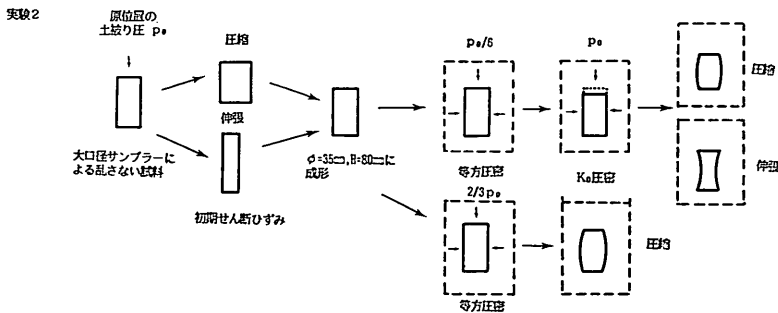 実験2
原位置の
土被り圧 p₀
圧縮
伸張
大口径サンプラーに
よる乱さない試料
初期せん断ひずみ
φ=35㎜,H=80㎜に
成形
p₀/6
等方圧密
p₀
K₀圧密
圧縮
伸張
2/3p₀
等方圧密
圧縮